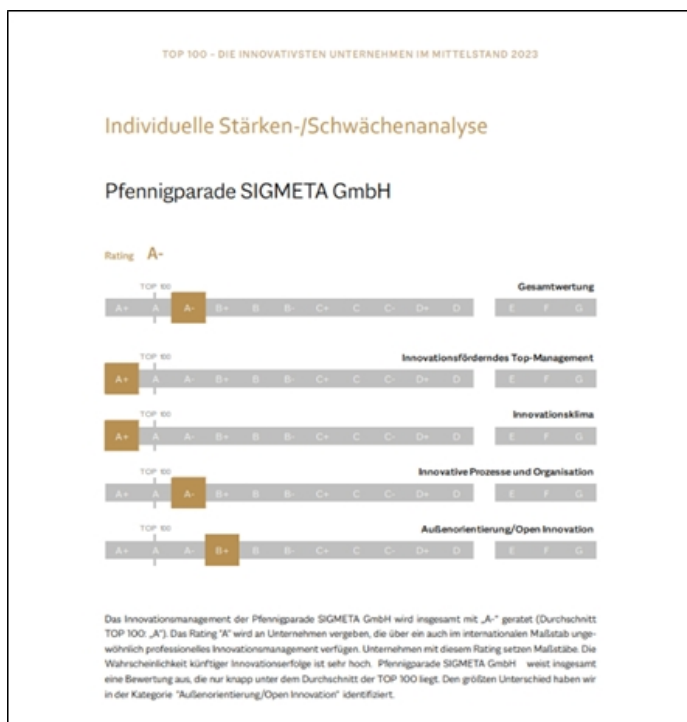 TOP 100 - DIE INNOVATIVSTEN UNTERNEHMEN IM MITTELSTAND 2023
Individuelle Stärken-/Schwächenanalyse
Pfennigparade SIGMETA GmbH
Rating A-
TOP 100
Gesamtwertung
A+ A A- B+ B B- C+ C C- D+ D E F G
TOP 100
Innovationsförderndes Top-Management
A+ A A- B+ B B- C+ C C- D+ D E F G
TOP 100
Innovationsklima
A+ A A- B+ B B- C+ C C- D+ D E F G
TOP 100
Innovative Prozesse und Organisation
A+ A A- B+ B B- C+ C C- D+ D E F G
TOP 100
Außenorientierung/Open Innovation
A+ A A- B+ B B- C+ C C- D+ D E F G
Das Innovationsmanagement der Pfennigparade SIGMETA GmbH wird insgesamt mit „A-" geratet (Durchschnitt
TOP 100: „A"). Das Rating "A" wird an Unternehmen vergeben, die über ein auch im internationalen Maßstab unge-
wöhnlich professionelles Innovationsmanagement verfügen. Unternehmen mit diesem Rating setzen Maßstäbe. Die
Wahrscheinlichkeit künftiger Innovationserfolge ist sehr hoch. Pfennigparade SIGMETA GmbH weist insgesamt
eine Bewertung aus, die nur knapp unter dem Durchschnitt der TOP 100 liegt. Den größten Unterschied haben wir
in der Kategorie "Außenorientierung/Open Innovation" identifiziert.